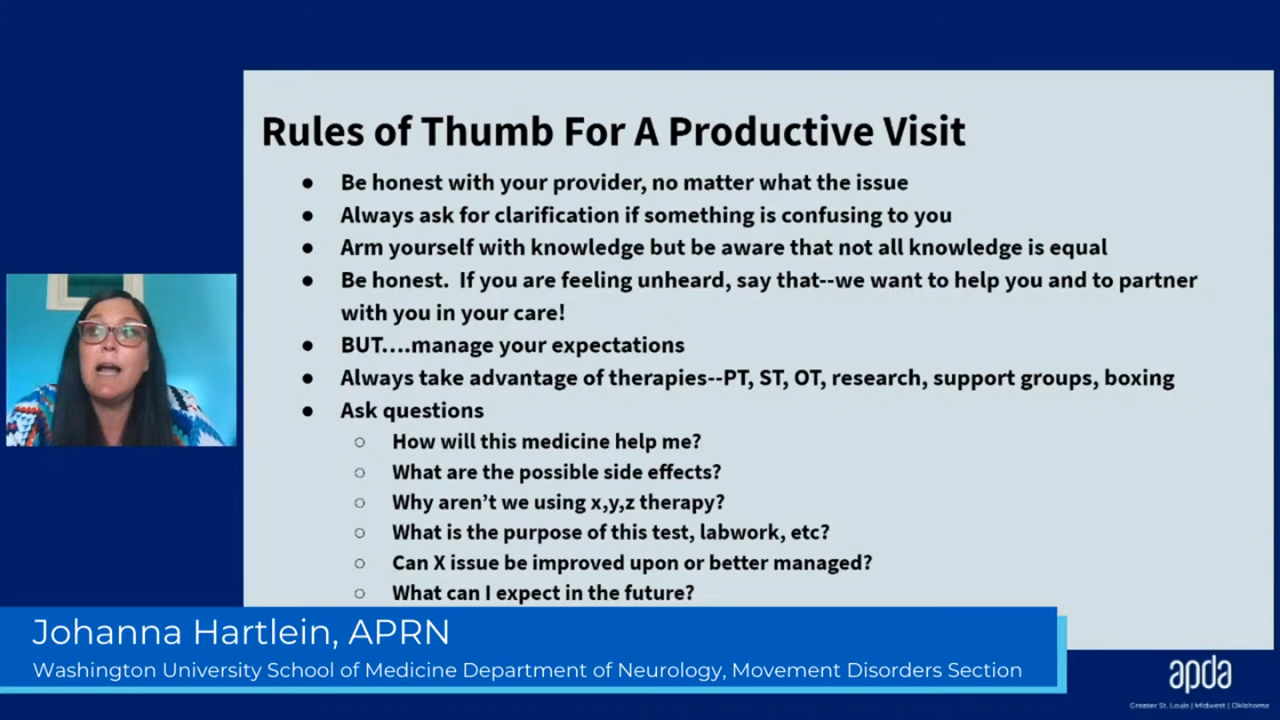 Rules of Thumb For A Productive Visit
● Be honest with your provider, no matter what the issue
● Always ask for clarification if something is confusing to you
● Arm yourself with knowledge but be aware that not all knowledge is equal
● Be honest.  If you are feeling unheard, say that--we want to help you and to partner
with you in your care!
● BUT....manage your expectations
● Always take advantage of therapies--PT, ST, OT, research, support groups, boxing
● Ask questions
○ How will this medicine help me?
○ What are the possible side effects?
○ Why aren't we using x,y,z therapy?
○ What is the purpose of this test, labwork, etc?
○ Can X issue be improved upon or better managed?
○ What can I expect in the future?
Johanna Hartlein, APRN
Washington University School of Medicine Department of Neurology, Movement Disorders Section
apda
Greater St. Louis | Midwest | Oklahoma